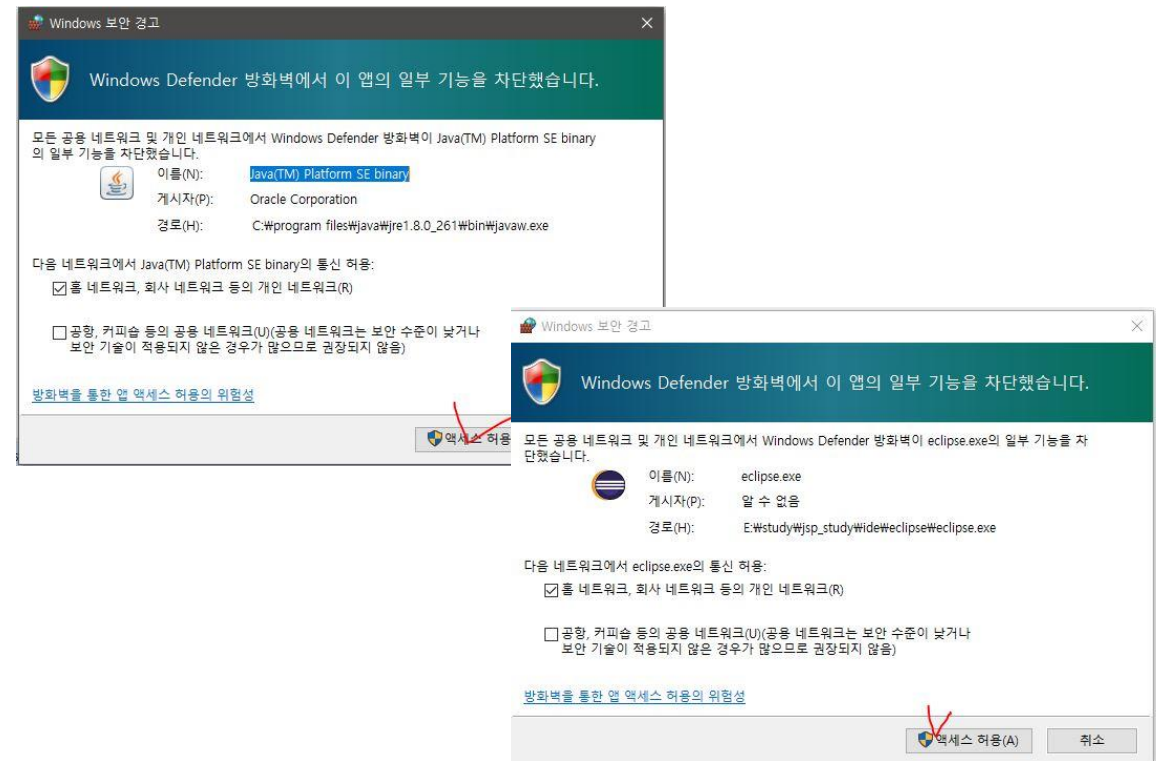 Windows 보안 경고
Windows Defender 방화벽에서 이 앱의 일부 기능을 차단했습니다.
모든 공용 네트워크 및 개인 네트워크에서 Windows Defender 방화벽이 Java(TM) Platform SE binary
의 일부 기능을 차단했습니다.
이름(N): Java(TM) Platform SE binary
게시자(P): Oracle Corporation
경로(H): C:₩program files₩java₩jre1.8.0_261₩bin₩javaw.exe
다음 네트워크에서 Java(TM) Platform SE binary의 통신 허용:
홈 네트워크, 회사 네트워크 등의 개인 네트워크(R)
공항, 커피숍 등의 공용 네트워크(U)(공용 네트워크는 보안 수준이 낮거나
보안 기술이 적용되지 않은 경우가 많으므로 권장되지 않음)
방화벽을 통한 앱 액세스 허용의 위험성
액세스 허용
Windows 보안 경고
Windows Defender 방화벽에서 이 앱의 일부 기능을 차단했습니다.
모든 공용 네트워크 및 개인 네트워크에서 Windows Defender 방화벽이 eclipse.exe의 일부 기능을 차
단했습니다.
이름(N): eclipse.exe
게시자(P): 알 수 없음
경로(H): E:₩study₩jsp_study₩ide₩eclipse₩eclipse.exe
다음 네트워크에서 eclipse.exe의 통신 허용:
홈 네트워크, 회사 네트워크 등의 개인 네트워크(R)
공항, 커피숍 등의 공용 네트워크(U)(공용 네트워크는 보안 수준이 낮거나
보안 기술이 적용되지 않은 경우가 많으므로 권장되지 않음)
방화벽을 통한 앱 액세스 허용의 위험성
액세스 허용(A) 취소